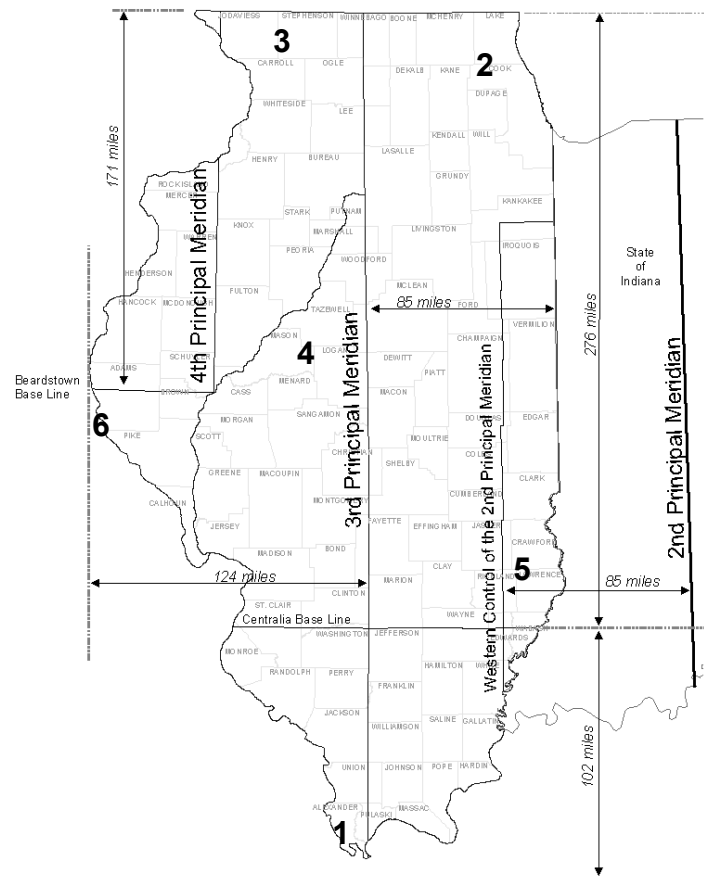 JODAVIESS STEPHENSON WINNEBAGO BOONE MCHENRY LAKE
3
2
CARROLL OGLE DEKALB KANE COOK
DUPAGE
WHITESIDE LEE
KENDALL WILL
LASALLE
HENRY BUREAU
GRUNDY
171 miles
ROCK ISLAND
MERCER
KANKAKEE
STARK PUTNAM
KNOX MARSHALL LIVINGSTON
WARREN PEORIA WOODFORD IROQUOIS
4th Principal Meridian
State
of
Indiana
HENDERSON
FULTON MCLEAN
HANCOCK MCDONOUGH TAZEWELL FORD
85 miles
276 miles
VERMILION
MASON CHAMPAIGN
4 LOGAN
SCHUYLER DEWITT
ADAMS MENARD PIATT
Beardstown
Base Line
BROWN CASS MACON
6
MORGAN SANGAMON DOUGLAS EDGAR
PIKE SCOTT CHRISTIAN MOULTRIE
COLES
3rd Principal Meridian
Western Control of the 2nd Principal Meridian
2nd Principal Meridian
GREENE MACOUPIN SHELBY CLARK
MONTGOMERY CUMBERLAND
CALHOUN
JERSEY FAYETTE EFFINGHAM JASPER CRAWFORD
MADISON BOND
CLAY RICHLAND LAWRENCE
5
124 miles
MARION
85 miles
CLINTON
ST. CLAIR WAYNE
Centralia Base Line
WABASH
WASHINGTON JEFFERSON EDWARDS
MONROE
RANDOLPH PERRY HAMILTON WHITE
FRANKLIN
JACKSON
WILLIAMSON SALINE GALLATIN
102 miles
UNION JOHNSON POPE HARDIN
ALEXANDER PULASKI MASSAC
1